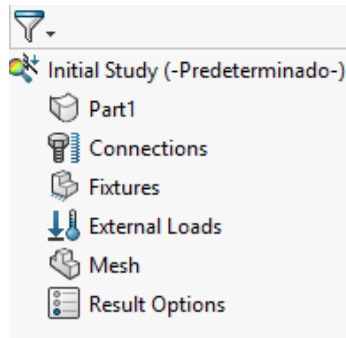 Initial Study (-Predeterminado-)
Part1
Connections
Fixtures
External Loads
Mesh
Result Options